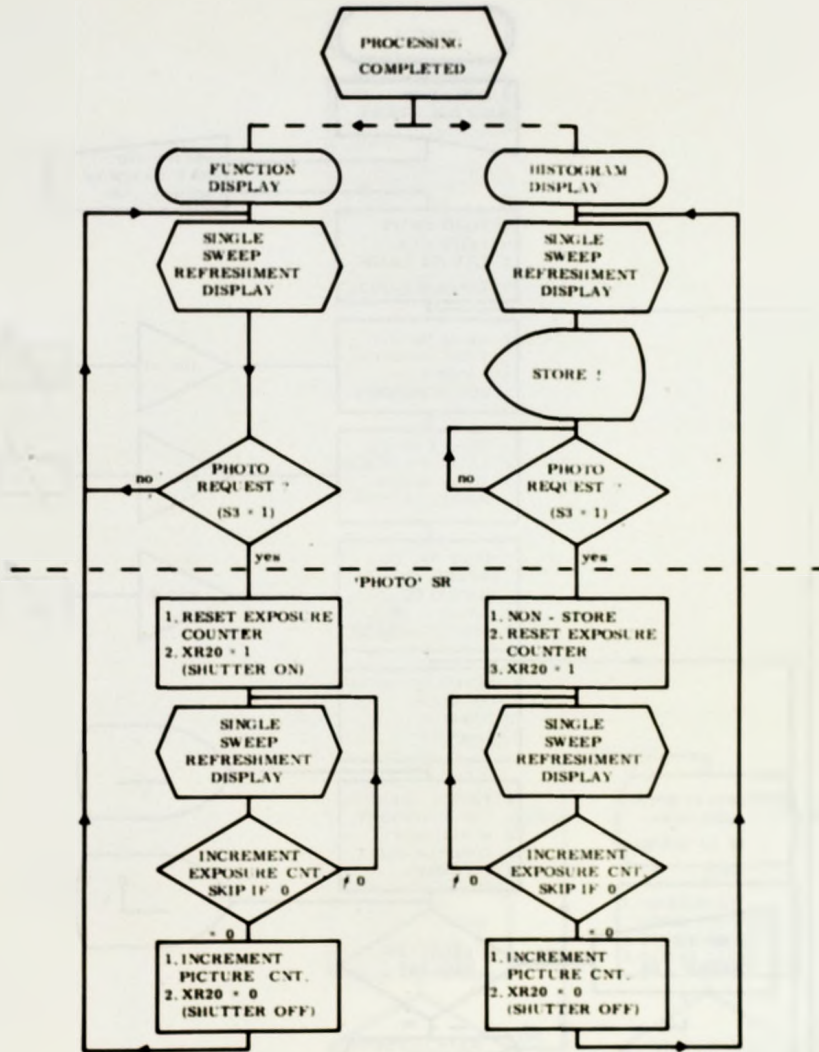 PROCESSING
COMPLETED
FUNCTION
DISPLAY
SINGLE
SWEEP
REFRESHMENT
DISPLAY
PHOTO
REQUEST ?
(S3 = 1)
no
yes
HISTOGRAM
DISPLAY
SINGLE
SWEEP
REFRESHMENT
DISPLAY
STORE !
PHOTO
REQUEST ?
(S3 = 1)
no
yes
'PHOTO' SR
1. RESET EXPOSURE
COUNTER
2. XR20 = 1
(SHUTTER ON)
SINGLE
SWEEP
REFRESHMENT
DISPLAY
INCREMENT
EXPOSURE CNT,
SKIP IF 0
≠ 0
= 0
1. INCREMENT
PICTURE CNT.
2. XR20 = 0
(SHUTTER OFF)
1. NON - STORE
2. RESET EXPOSURE
COUNTER
3. XR20 = 1
SINGLE
SWEEP
REFRESHMENT
DISPLAY
INCREMENT
EXPOSURE CNT,
SKIP IF 0
≠ 0
= 0
1. INCREMENT
PICTURE CNT.
2. XR20 = 0
(SHUTTER OFF)